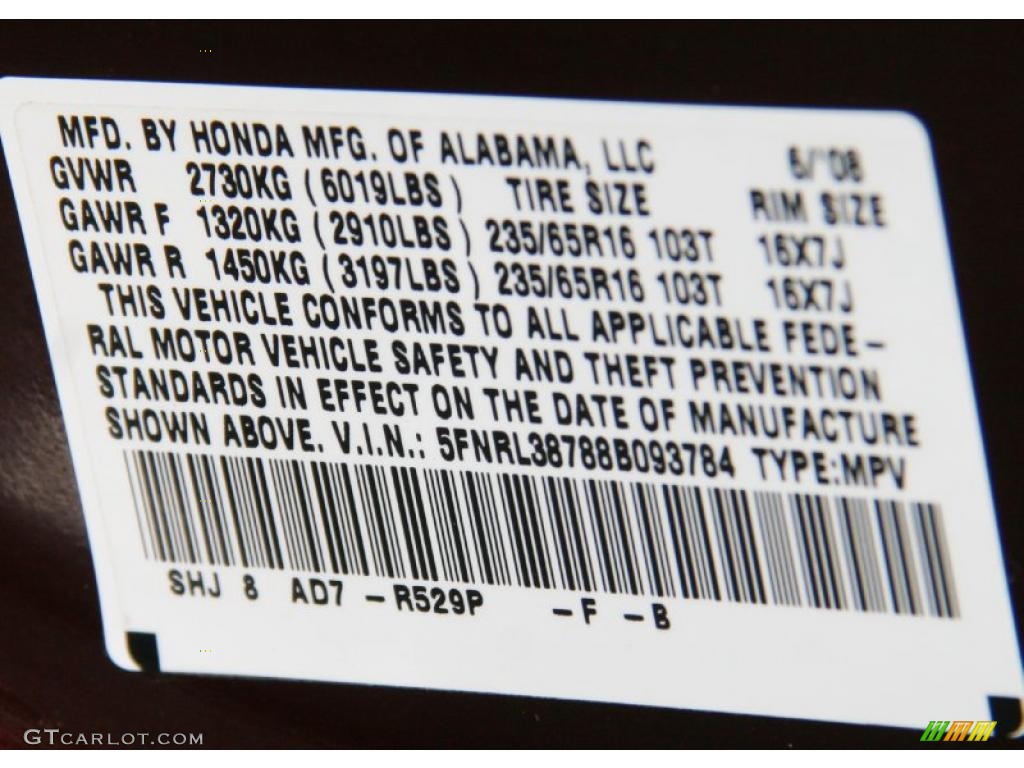 MFD. BY HONDA MFG. OF ALABAMA, LLC 6/'08
GVWR 2730KG (6019LBS) TIRE SIZE RIM SIZE
GAWR F 1320KG (2910LBS) 235/65R16 103T 16X7J
GAWR R 1450KG (3197LBS) 235/65R16 103T 16X7J
THIS VEHICLE CONFORMS TO ALL APPLICABLE FEDE-
RAL MOTOR VEHICLE SAFETY AND THEFT PREVENTION
STANDARDS IN EFFECT ON THE DATE OF MANUFACTURE
SHOWN ABOVE. V.I.N.: 5FNRL38788B093784 TYPE:MPV
SHJ 8 AD7 -R529P -F -B
GTCARLOT.COM